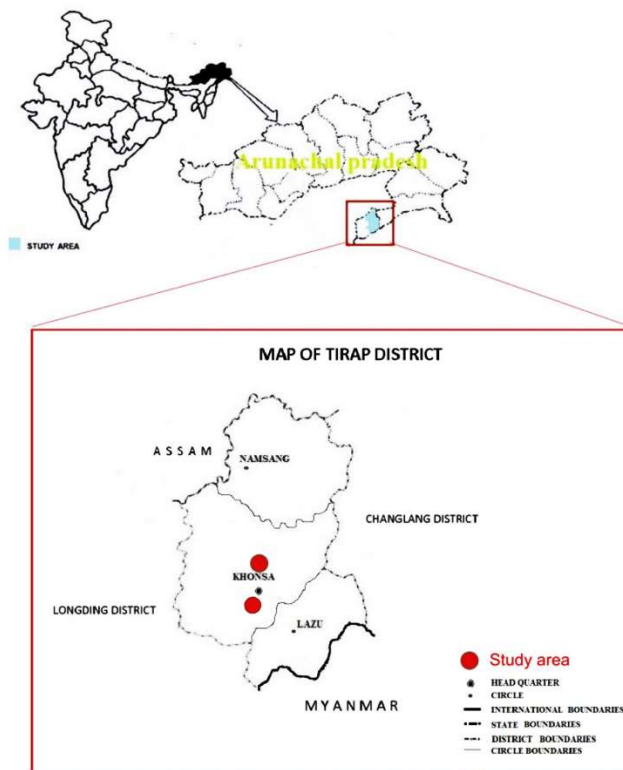 Arunachal pradesh
STUDY AREA
MAP OF TIRAP DISTRICT
ASSAM
NAMSANG
CHANGLANG DISTRICT
KHONSA
LONGDING DISTRICT
LAZU
MYANMAR
Study area
HEAD QUARTER
CIRCLE
INTERNATIONAL BOUNDARIES
STATE BOUNDARIES
DISTRICT BOUNDARIES
CIRCLE BOUNDARIES